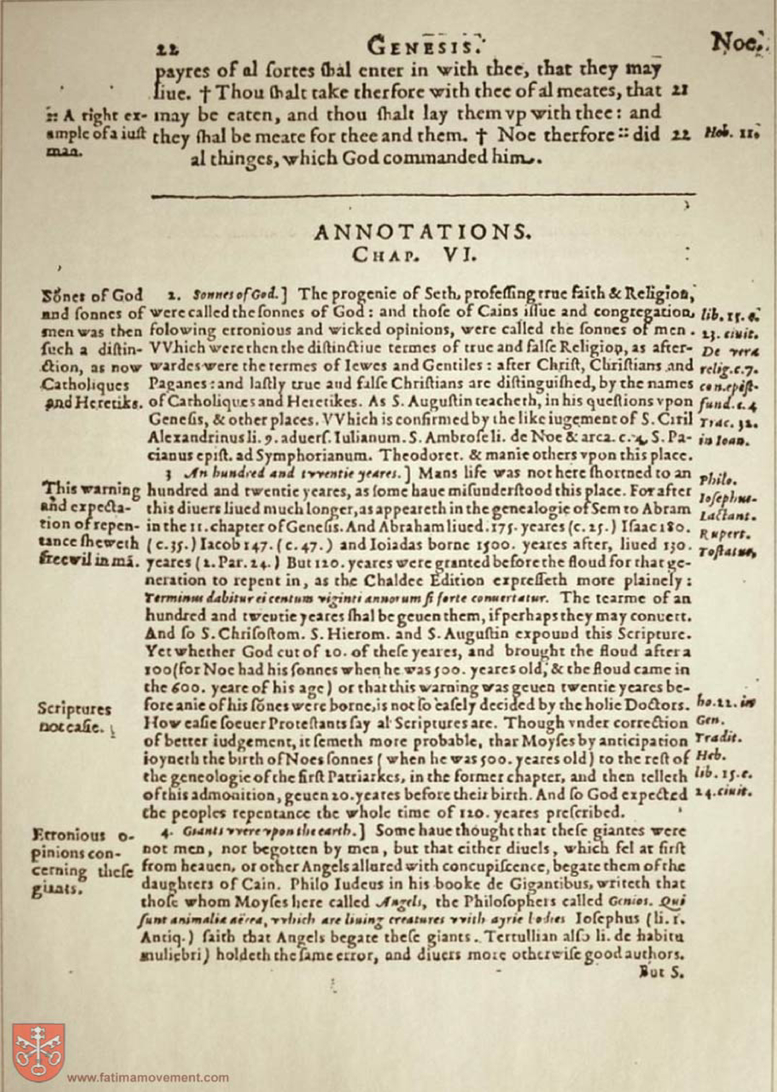 22 GENESIS. Noe.
payres of al sortes shal enter in with thee, that they may
liue. † Thou shalt take therfore with thee of al meates, that 21
may be eaten, and thou shalt lay them vp with thee: and
they shal be meate for thee and them. † Noe therfore :: did 22 Heb. 11.
al thinges, which God commanded him.
:: A right ex-
ample of a iust
man.
ANNOTATIONS.
CHAP. VI.
Sõnes of God
and sonnes of
men was then
such a distin-
ction, as now
Catholiques
and Heretiks.
2. Sonnes of God.] The progenie of Seth, professing true faith & Religion,
were called the sonnes of God: and those of Cains issue and congregation,
folowing erronious and wicked opinions, were called the sonnes of men.
VVhich were then the distinctiue termes of true and false Religion, as after-
wardes were the termes of Iewes and Gentiles: after Christ, Christians and
Paganes: and lastly true and false Christians are distinguished, by the names
of Catholiques and Heretikes. As S. Augustin teacheth, in his questions vpon
Genesis, & other places. VVhich is confirmed by the like iugement of S. Ciril
Alexandrinus li. 9. aduers. Iulianum. S. Ambrose li. de Noe & arca. c. 4, S. Pa-
cianus epist. ad Symphorianum. Theodoret. & manie others vpon this place.
lib. 15. c.
23. ciuit.
De vera
relig. c. 7.
con. epist.
fund. c. 4
Trac. 32.
in Ioan.
This warning
and expecta-
tion of repen-
tance sheweth
freewil in mã.
3 An hundred and tvventie yeares.] Mans life was not here shortned to an
hundred and twentie yeares, as some haue misunderstood this place. For after
this diuers liued much longer, as appeareth in the genealogie of Sem to Abram
in the 11. chapter of Genesis. And Abraham liued. 175. yeares (c. 25.) Isaac 180.
(c. 35.) Iacob 147. (c. 47.) and Ioiadas borne 1500. yeares after, liued 130.
yeares (2. Par. 24.) But 120. yeares were granted before the floud for that ge-
neration to repent in, as the Chaldee Edition expresseth more plainely:
Terminus dabitur ei centum viginti annorum si forte conuertatur. The tearme of an
hundred and twentie yeares shal be geuen them, if perhaps they may conuert.
And so S. Chrisostom. S. Hierom. and S. Augustin expound this Scripture.
Yet whether God cut of 20. of these yeares, and brought the floud after a
100 (for Noe had his sonnes when he was 500. yeares old, & the floud came in
the 600. yeare of his age) or that this warning was geuen twentie yeares be-
fore anie of his sõnes were borne, is not so easely decided by the holie Doctors.
How easie soeuer Protestants say al Scriptures are. Though vnder correction
of better iudgement, it semeth more probable, that Moyses by anticipation
ioyneth the birth of Noes sonnes (when he was 500. yeares old) to the rest of
the geneologie of the first Patriarkes, in the former chapter, and then telleth
of this admonition, geuen 20. yeares before their birth. And so God expected
the peoples repentance the whole time of 120. yeares prescribed.
Philo.
Iosephus.
Lactant.
Rupert.
Tostatus,
Scriptures
not easie.
ho. 22. in
Gen.
Tradit.
Heb.
lib. 15. c.
24. ciuit.
Erronious o-
pinions con-
cerning these
giants.
4. Giants vvere vpon the earth.] Some haue thought that these giantes were
not men, nor begotten by men, but that either diuels, which fel at first
from heauen, or other Angels allured with concupiscence, begate them of the
daughters of Cain. Philo Iudeus in his booke de Gigantibus, writeth that
those whom Moyses here called Angels, the Philosophers called Genios. Qui
sunt animalia aërea, vvhich are liuing creatures vvith ayrie bodies Iosephus (li. 1.
Antiq.) saith that Angels begate these giants. Tertullian also li. de habitu
muliebri) holdeth the same error, and diuers more otherwise good authors.
But S.
www.fatimamovement.com